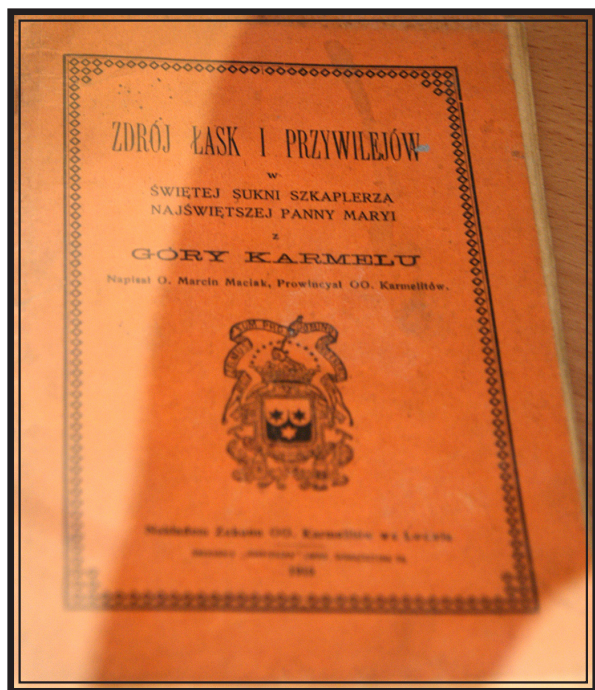 ZDRÓJ ŁASK I PRZYWILEJÓW
W
ŚWIĘTEJ SUKNI SZKAPLERZA
NAJŚWIĘTSZEJ PANNY MARYI
Z
GÓRY KARMELU
Napisał O. Marcin Maciak, Prowincyał OO. Karmelitów.
Nakładem Zakonu OO. Karmelitów we Lwowie